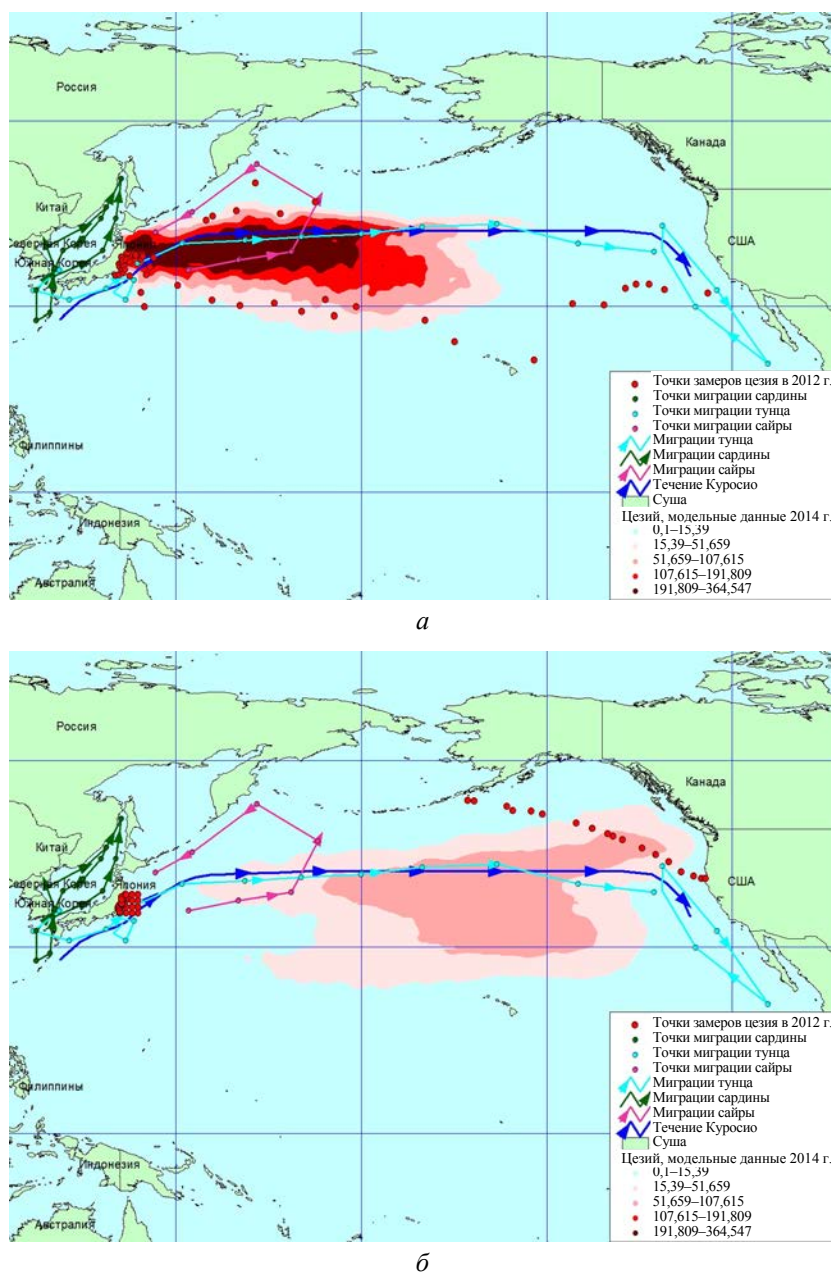 Россия
Канада
Китай
Северная Корея
Япония
Южная Корея
США
Филиппины
Индонезия
Австралия
Точки замеров цезия в 2012 г.
Точки миграции сардины
Точки миграции тунца
Точки миграции сайры
Миграции тунца
Миграции сардины
Миграции сайры
Течение Куросио
Суша
Цезий, модельные данные 2014 г.
0,1–15,39
15,39–51,659
51,659–107,615
107,615–191,809
191,809–364,547
а
Россия
Канада
Китай
Северная Корея
Япония
Южная Корея
США
Филиппины
Индонезия
Австралия
Точки замеров цезия в 2012 г.
Точки миграции сардины
Точки миграции тунца
Точки миграции сайры
Миграции тунца
Миграции сардины
Миграции сайры
Течение Куросио
Суша
Цезий, модельные данные 2014 г.
0,1–15,39
15,39–51,659
51,659–107,615
107,615–191,809
191,809–364,547
б